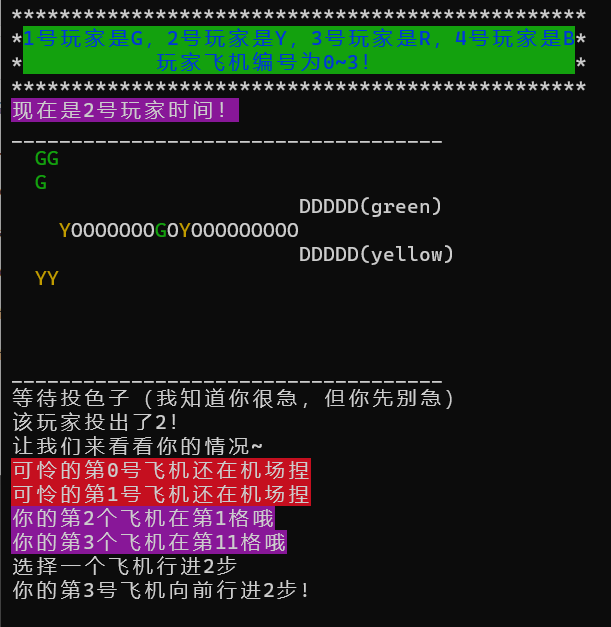 ************************************************
*1号玩家是G, 2号玩家是Y, 3号玩家是R, 4号玩家是B*
*玩家飞机编号为0~3!*
************************************************
现在是2号玩家时间!
____________________________________
GG
G
DDDDD(green)
YOOOOOOOGOYOOOOOOOOO
DDDDD(yellow)
YY
____________________________________
等待投色子 (我知道你很急, 但你先别急)
该玩家投出了2!
让我们来看看你的情况~
可怜的第0号飞机还在机场捏
可怜的第1号飞机还在机场捏
你的第2个飞机在第1格哦
你的第3个飞机在第11格哦
选择一个飞机行进2步
你的第3号飞机向前行进2步!